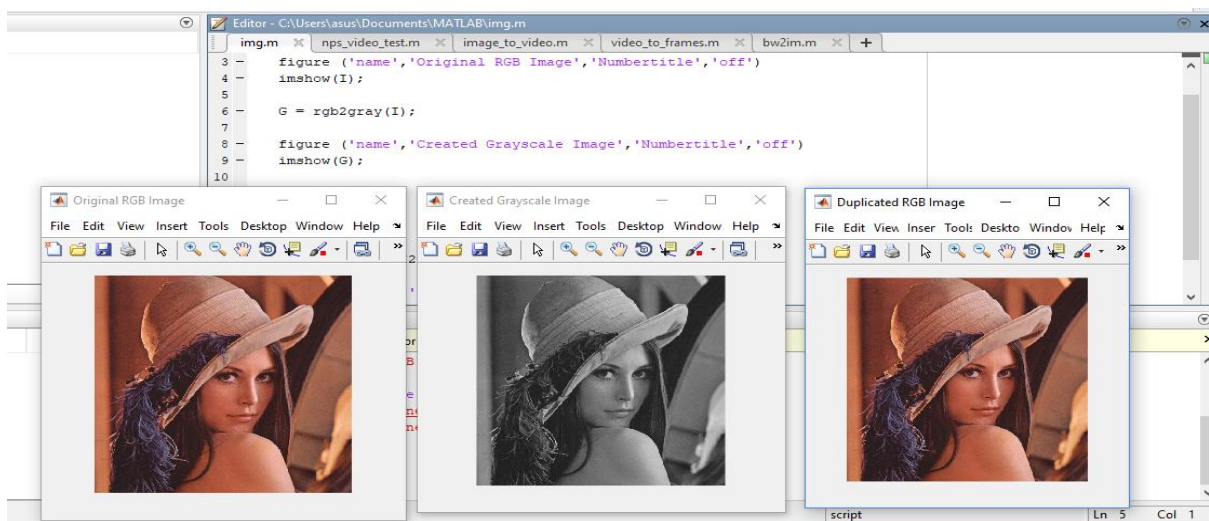 Editor - C:\Users\asus\Documents\MATLAB\img.m
img.m nps_video_test.m image_to_video.m video_to_frames.m bw2im.m +
3 - figure ('name','Original RGB Image','Numbertitle','off')
4 - imshow(I);
5
6 - G = rgb2gray(I);
7
8 - figure ('name','Created Grayscale Image','Numbertitle','off')
9 - imshow(G);
10
Original RGB Image
File Edit View Insert Tools Desktop Window Help
Created Grayscale Image
File Edit View Insert Tools Desktop Window Help
Duplicated RGB Image
File Edit View Inser Tools Deskto Window Help
script Ln 5 Col 1